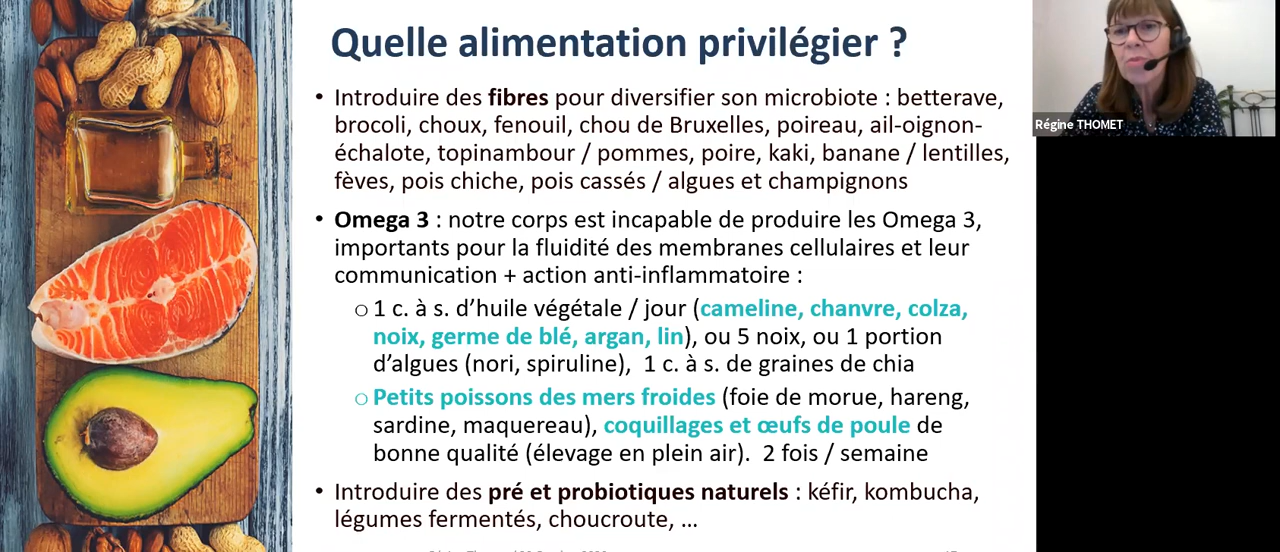 Quelle alimentation privilégier ?
• Introduire des fibres pour diversifier son microbiote : betterave,
brocoli, choux, fenouil, chou de Bruxelles, poireau, ail-oignon-
échalote, topinambour / pommes, poire, kaki, banane / lentilles,
fèves, pois chiche, pois cassés / algues et champignons
• Omega 3 : notre corps est incapable de produire les Omega 3,
importants pour la fluidité des membranes cellulaires et leur
communication + action anti-inflammatoire :
o 1 c. à s. d’huile végétale / jour (cameline, chanvre, colza,
noix, germe de blé, argan, lin), ou 5 noix, ou 1 portion
d’algues (nori, spiruline), 1 c. à s. de graines de chia
o Petits poissons des mers froides (foie de morue, hareng,
sardine, maquereau), coquillages et œufs de poule de
bonne qualité (élevage en plein air). 2 fois / semaine
• Introduire des pré et probiotiques naturels : kéfir, kombucha,
légumes fermentés, choucroute, ...
Régine THOMET